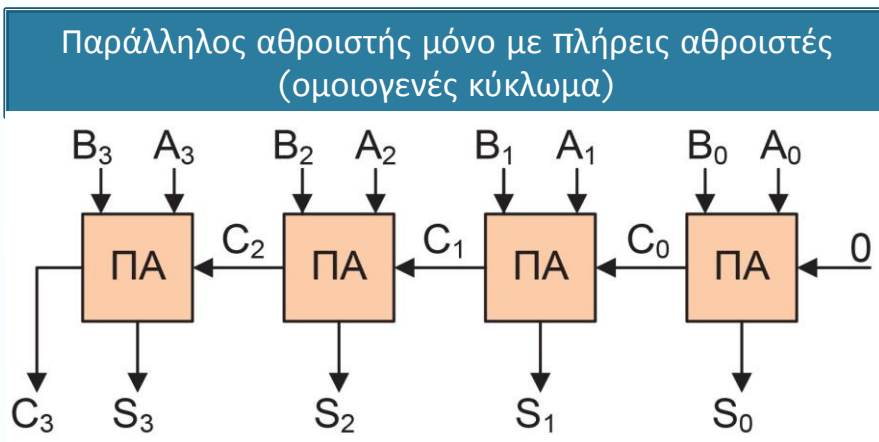 Παράλληλος αθροιστής μόνο με πλήρεις αθροιστές
(ομοιογενές κύκλωμα)
B₃ A₃ B₂ A₂ B₁ A₁ B₀ A₀
ΠΑ C₂ ΠΑ C₁ ΠΑ C₀ ΠΑ 0
C₃ S₃ S₂ S₁ S₀